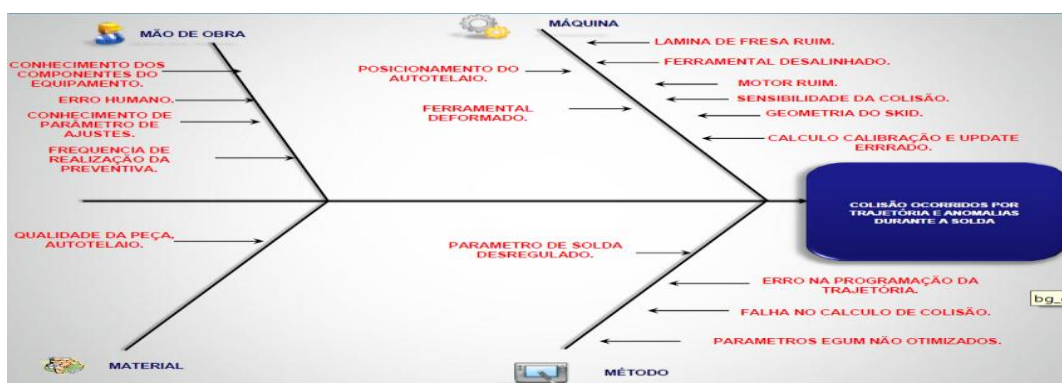 MÃO DE OBRA
CONHECIMENTO DOS
COMPONENTES DO
EQUIPAMENTO.
ERRO HUMANO.
CONHECIMENTO DE
PARÂMETRO DE
AJUSTES.
FREQUENCIA DE
REALIZAÇÃO DA
PREVENTIVA.
MÁQUINA
POSICIONAMENTO DO
AUTOTELAIO.
FERRAMENTAL
DEFORMADO.
LAMINA DE FRESA RUIM.
FERRAMENTAL DESALINHADO.
MOTOR RUIM.
SENSIBILIDADE DA COLISÃO.
GEOMETRIA DO SKID.
CALCULO CALIBRAÇÃO E UPDATE
ERRRADO.
COLISÃO OCORRIDOS POR
TRAJETÓRIA E ANOMALIAS
DURANTE A SOLDA
QUALIDADE DA PEÇA,
AUTOTELAIO.
MATERIAL
PARAMETRO DE SOLDA
DESREGULADO.
ERRO NA PROGRAMAÇÃO DA
TRAJETÓRIA.
FALHA NO CALCULO DE COLISÃO.
PARAMETROS EGUM NÃO OTIMIZADOS.
MÉTODO